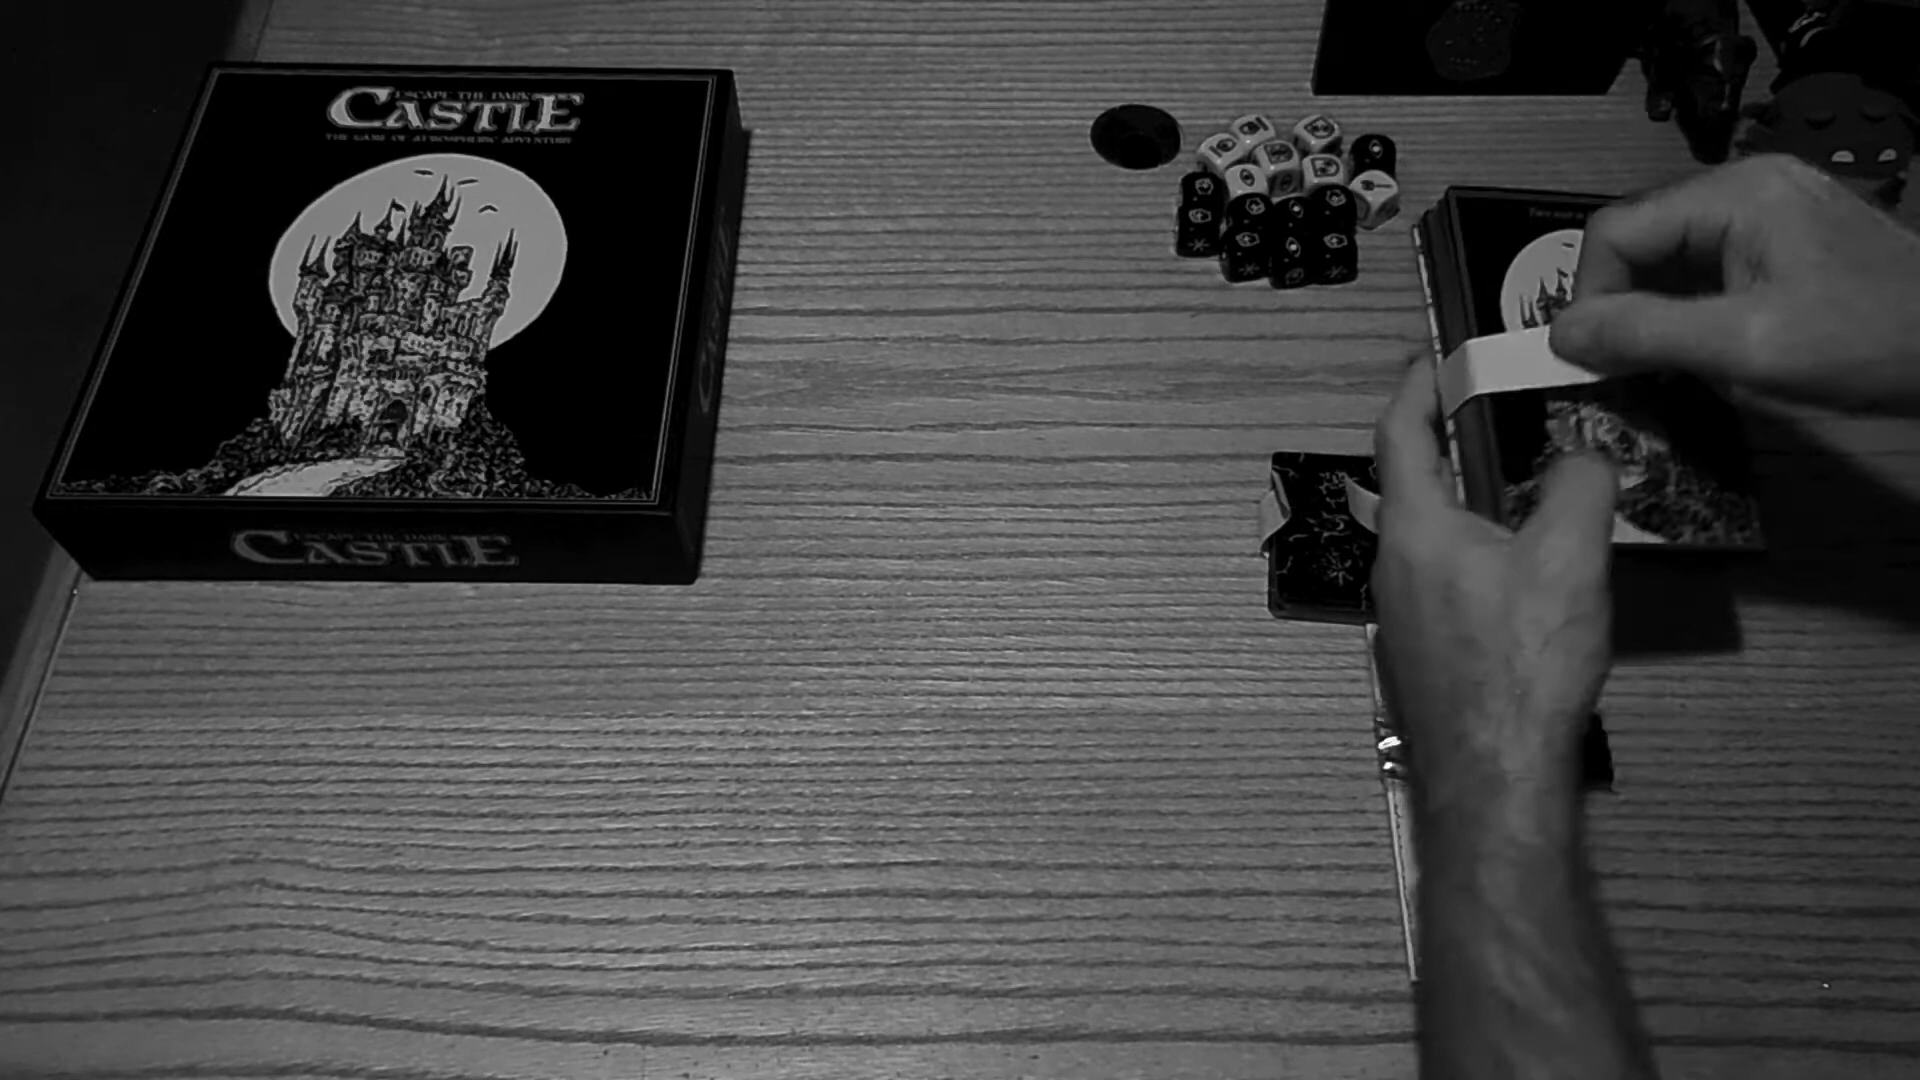 ESCAPE THE DARK
CASTLE
THE GAME OF ATMOSPHERIC ADVENTURE
ESCAPE THE DARK
CASTLE